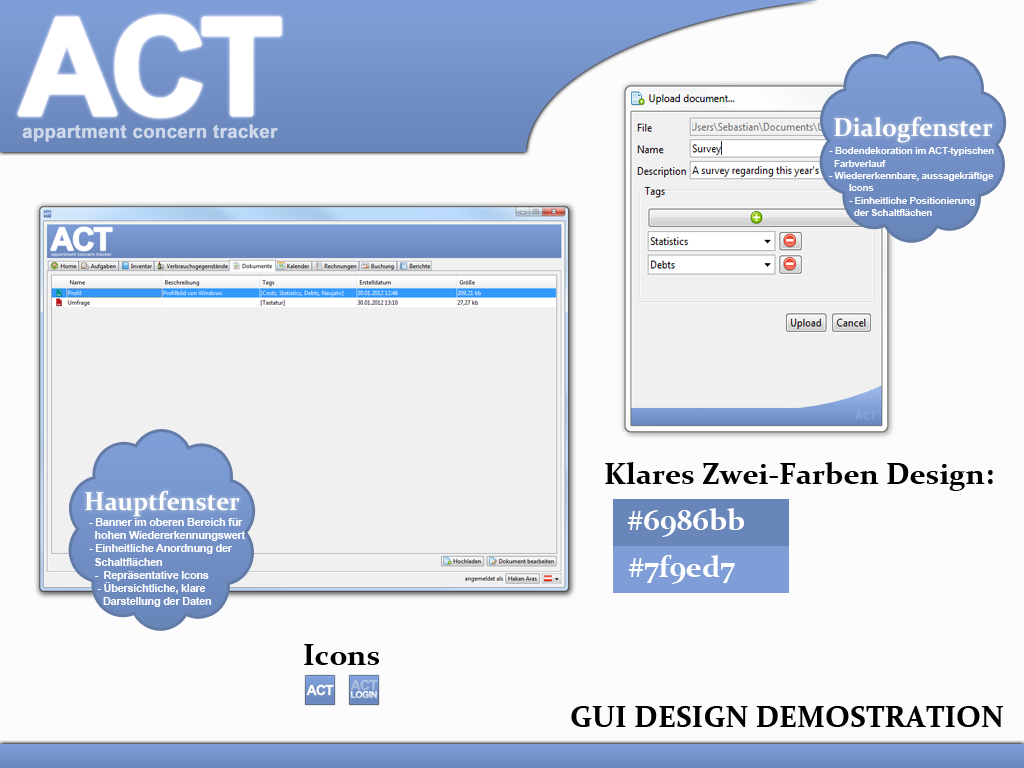 ACT
appartment concern tracker
Upload document...
File
Users\Sebastian\Documents\U
Name
Survey
Description
A survey regarding this year's
Tags
Statistics
Debts
Upload
Cancel
ACT
Dialogfenster
- Bodendekoration im ACT-typischen
Farbverlauf
- Wiedererkennbare, aussagekräftige
Icons
- Einheitliche Positionierung
der Schaltflächen
ACT
ACT
appartment concern tracker
Home Aufgaben Inventar Verbrauchsgegenstände Dokumente Kalender Rechnungen Buchung Berichte
Name Beschreibung Tags Erstelldatum Größe
Profil Profilbild von Windows [Costs, Statistics, Debts, Neujahr] 30.01.2012 12:46 209,21 kb
Umfrage [Tastatur] 30.01.2012 13:10 27,27 kb
Hochladen Dokument bearbeiten
angemeldet als Hakan Aras
Hauptfenster
- Banner im oberen Bereich für
hohen Wiedererkennungswert
- Einheitliche Anordnung der
Schaltflächen
- Repräsentative Icons
- Übersichtliche, klare
Darstellung der Daten
Klares Zwei-Farben Design:
#6986bb
#7f9ed7
Icons
ACT
ACT
LOGIN
GUI DESIGN DEMOSTRATION